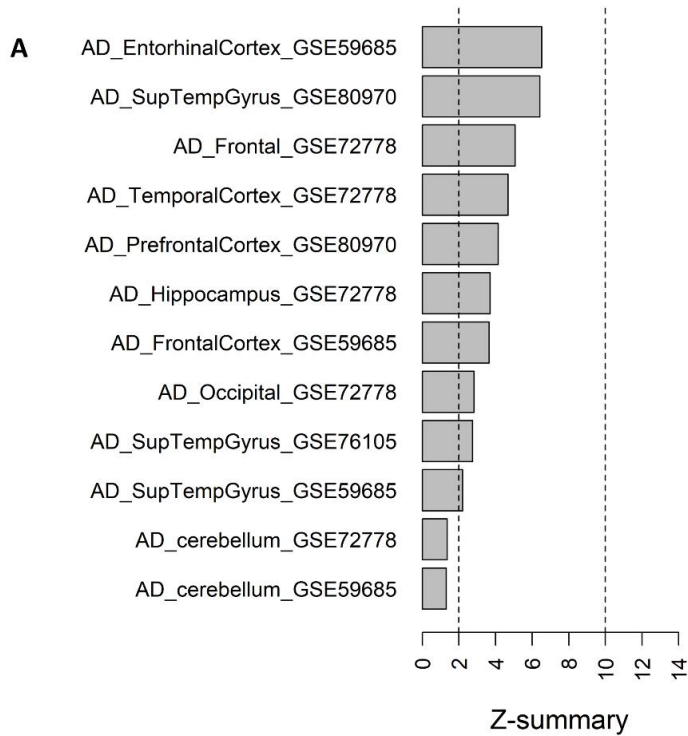 A
AD_EntorhinalCortex_GSE59685
AD_SupTempGyrus_GSE80970
AD_Frontal_GSE72778
AD_TemporalCortex_GSE72778
AD_PrefrontalCortex_GSE80970
AD_Hippocampus_GSE72778
AD_FrontalCortex_GSE59685
AD_Occipital_GSE72778
AD_SupTempGyrus_GSE76105
AD_SupTempGyrus_GSE59685
AD_cerebellum_GSE72778
AD_cerebellum_GSE59685
0 2 4 6 8 10 12 14
Z-summary